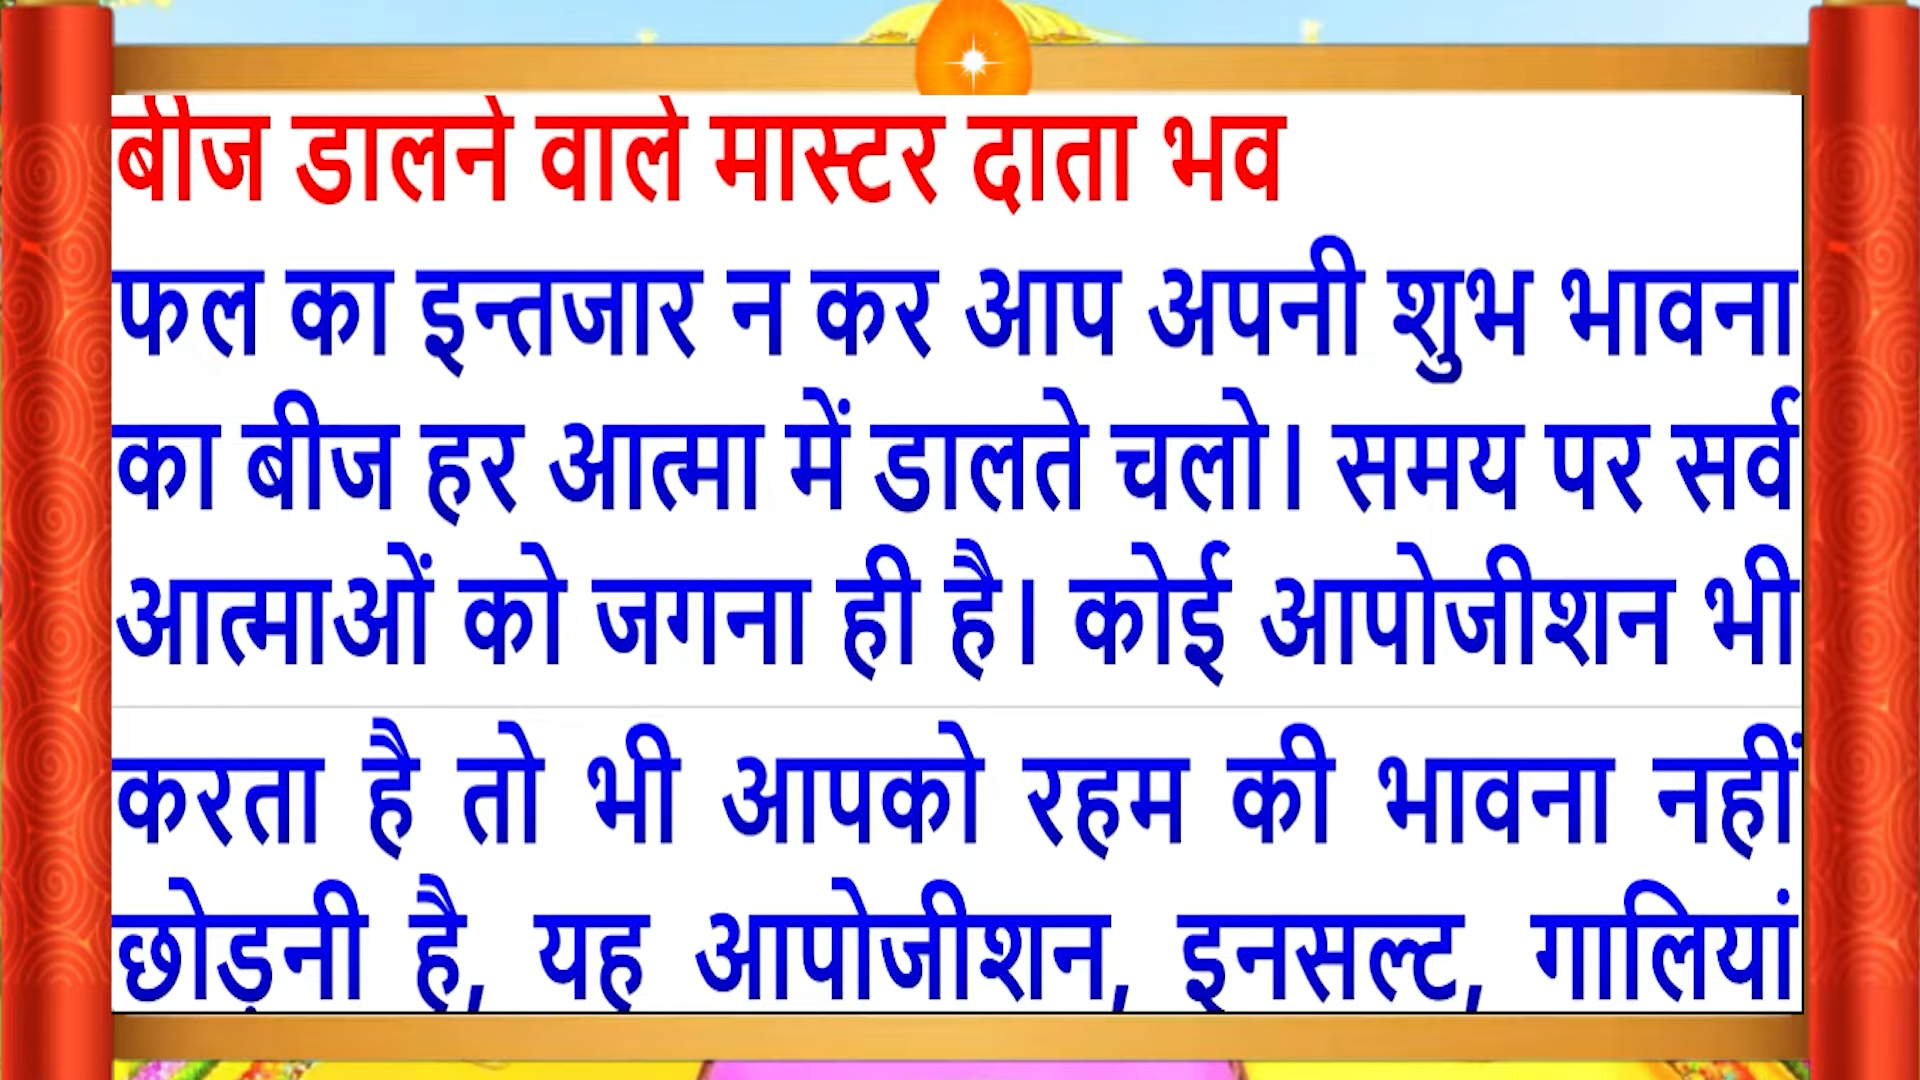 बीज डालने वाले मास्टर दाता भव
फल का इन्तजार न कर आप अपनी शुभ भावना
का बीज हर आत्मा में डालते चलो। समय पर सर्व
आत्माओं को जगना ही है। कोई आपोजीशन भी
करता है तो भी आपको रहम की भावना नहीं
छोड़नी है, यह आपोजीशन, इनसल्ट, गालियां